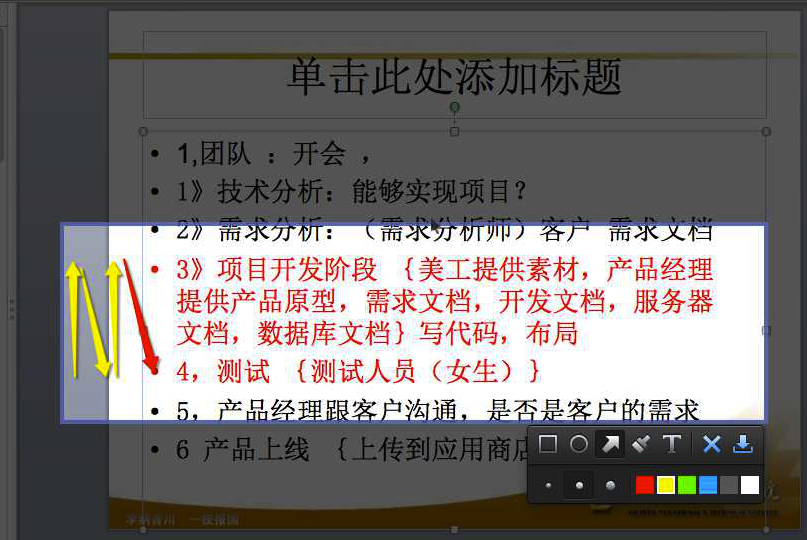 单击此处添加标题
• 1,团队 ：开会 ，
• 1》技术分析：能够实现项目？
• 2》需求分析：（需求分析师）客户 需求文档
• 3》项目开发阶段 ｛美工提供素材，产品经理
提供产品原型，需求文档，开发文档，服务器
文档，数据库文档｝写代码，布局
• 4，测试 ｛测试人员（女生）｝
• 5，产品经理跟客户沟通，是否是客户的需求
• 6 产品上线 ｛上传到应用商店
T